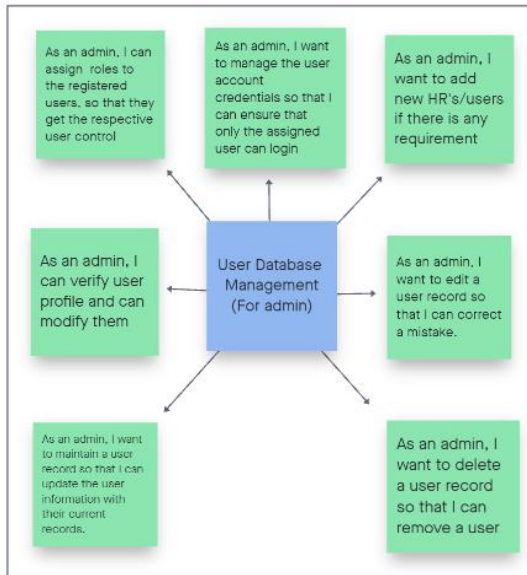 As an admin, I can
assign roles to
the registered
users, so that they
get the respective
user control
As an admin, I want
to manage the user
account
credentials so that I
can ensure that
only the assigned
user can login
As an admin, I
want to add
new HR's/users
if there is any
requirement
As an admin, I
can verify user
profile and can
modify them
User Database
Management
(For admin)
As an admin, I
want to edit a
user record so
that I can correct
a mistake.
As an admin, I want
to maintain a user
record so that I can
update the user
information with
their current
records.
As an admin, I
want to delete
a user record
so that I can
remove a user